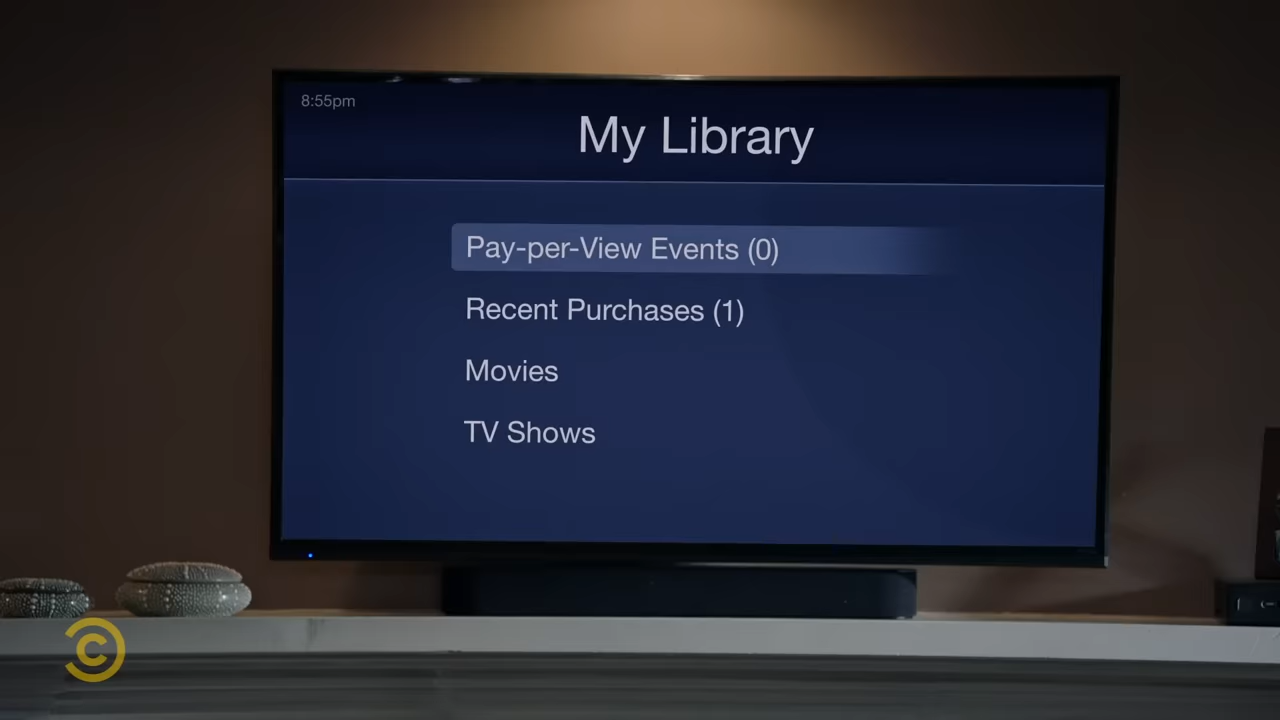 8:55pm
My Library
Pay-per-View Events (0)
Recent Purchases (1)
Movies
TV Shows